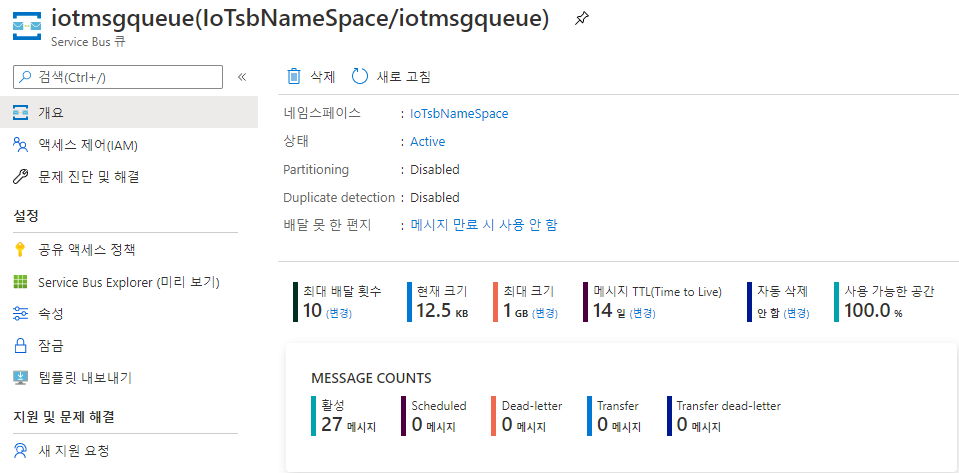 iotmsgqueue(IoTsbNameSpace/iotmsgqueue)
Service Bus 큐
검색(Ctrl+/)
«
개요
액세스 제어(IAM)
문제 진단 및 해결
설정
공유 액세스 정책
Service Bus Explorer (미리 보기)
속성
잠금
템플릿 내보내기
지원 및 문제 해결
새 지원 요청
삭제 새로 고침
네임스페이스 : IoTsbNameSpace
상태 : Active
Partitioning : Disabled
Duplicate detection : Disabled
배달 못 한 편지 : 메시지 만료 시 사용 안 함
최대 배달 횟수 현재 크기 최대 크기 메시지 TTL(Time to Live) 자동 삭제 사용 가능한 공간
10 (변경) 12.5 KB 1 GB (변경) 14 일 (변경) 안 함 (변경) 100.0 %
MESSAGE COUNTS
활성 Scheduled Dead-letter Transfer Transfer dead-letter
27 메시지 0 메시지 0 메시지 0 메시지 0 메시지